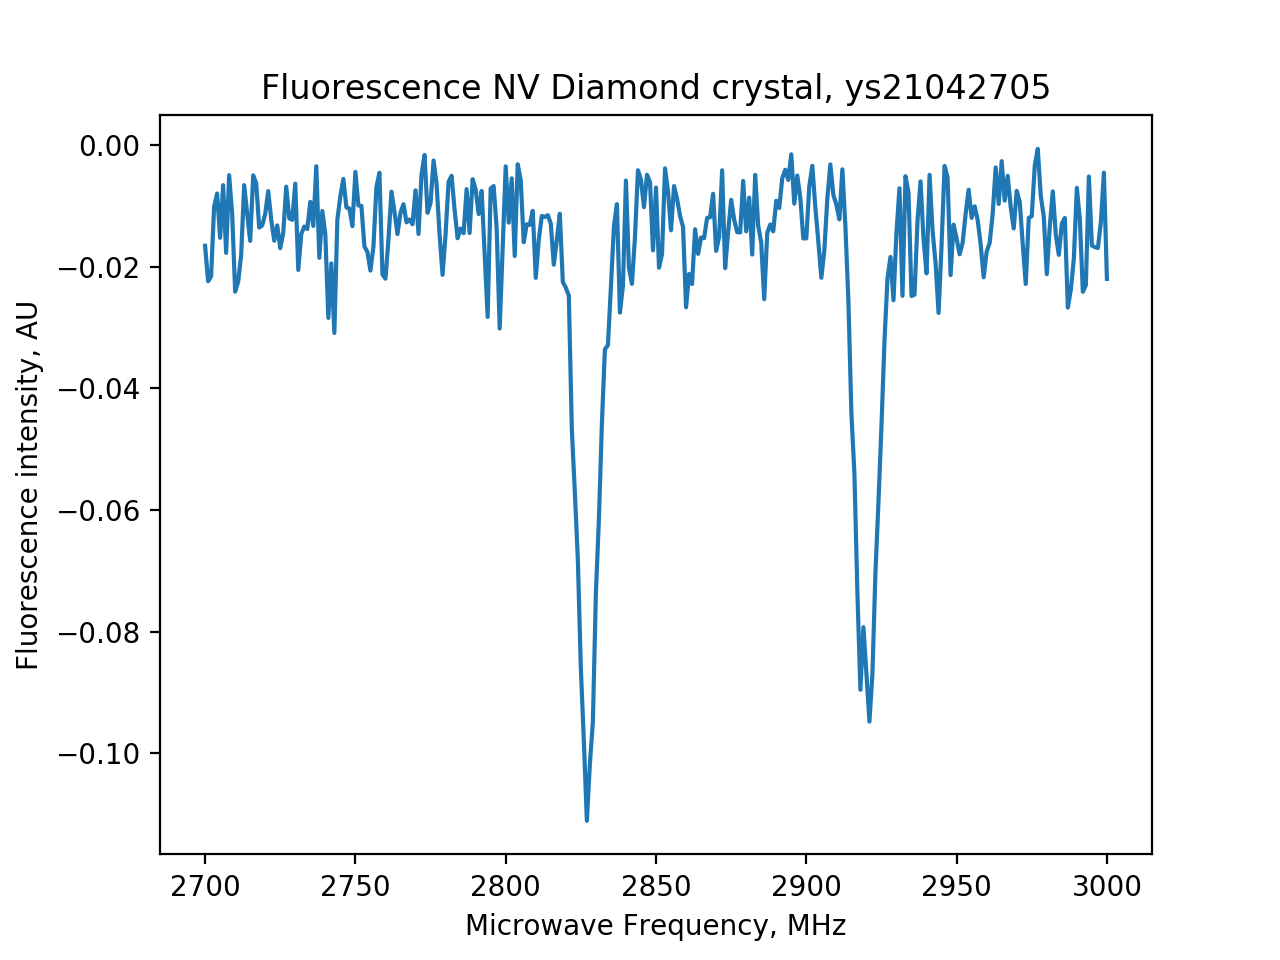 Fluorescence NV Diamond crystal, ys21042705
0.00
−0.02
−0.04
−0.06
−0.08
−0.10
Fluorescence intensity, AU
2700 2750 2800 2850 2900 2950 3000
Microwave Frequency, MHz